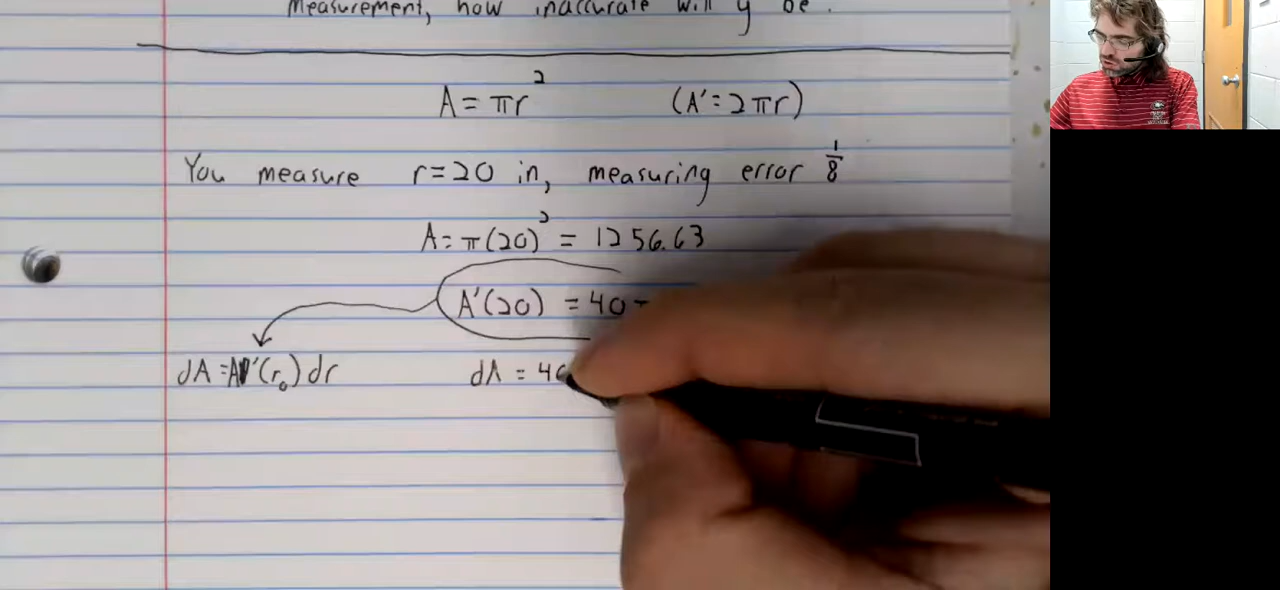 Measurement, how inaccurate will y be.
A = πr² (A' = 2πr)
You measure r=20 in, measuring error 1/8
A = π(20)² = 1256.63
A'(20) = 40
dA = A'(r₀) dr dA = 40